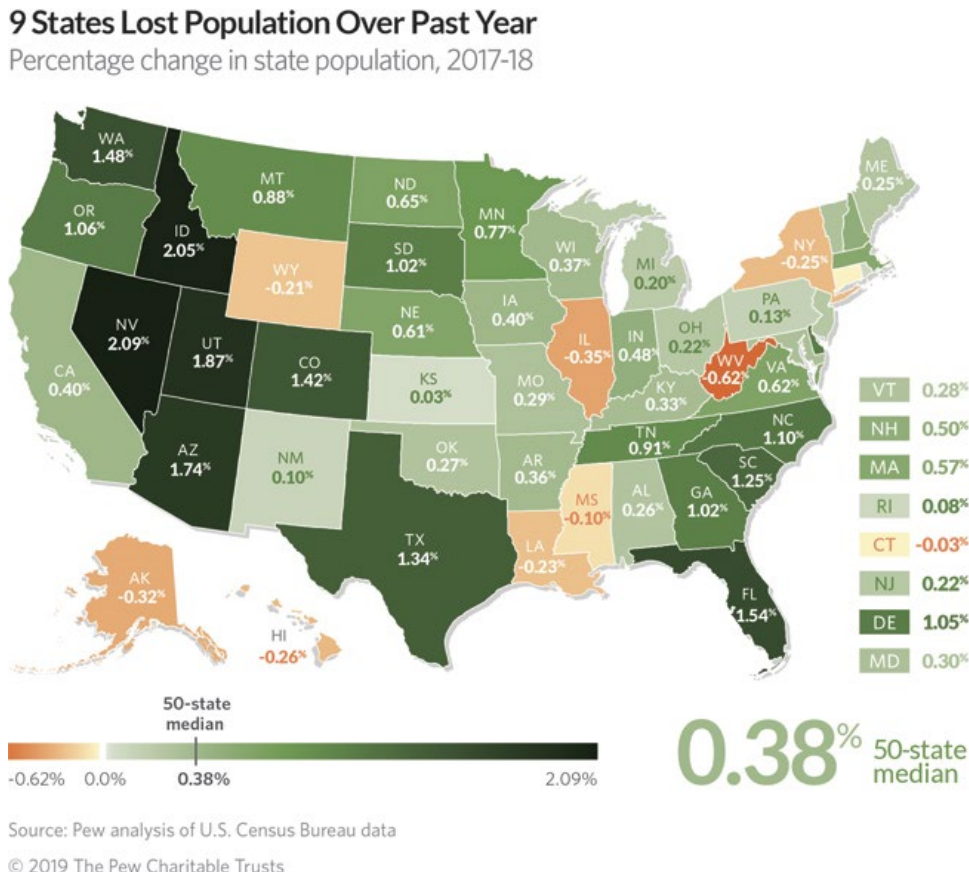 9 States Lost Population Over Past Year
Percentage change in state population, 2017-18
WA
1.48%
OR
1.06%
ID
2.05%
MT
0.88%
ND
0.65%
MN
0.77%
WI
0.37%
MI
0.20%
ME
0.25%
NY
-0.25%
WY
-0.21%
SD
1.02%
NE
0.61%
IA
0.40%
IL
-0.35%
IN
0.48%
OH
0.22%
PA
0.13%
WV
-0.62%
VA
0.62%
NV
2.09%
UT
1.87%
CO
1.42%
CA
0.40%
KS
0.03%
MO
0.29%
KY
0.33%
AZ
1.74%
NM
0.10%
OK
0.27%
AR
0.36%
TN
0.91%
NC
1.10%
SC
1.25%
TX
1.34%
LA
-0.23%
MS
-0.10%
AL
0.26%
GA
1.02%
FL
1.54%
AK
-0.32%
HI
-0.26%
VT 0.28%
NH 0.50%
MA 0.57%
RI 0.08%
CT -0.03%
NJ 0.22%
DE 1.05%
MD 0.30%
50-state
median
-0.62% 0.0% 0.38% 2.09%
0.38% 50-state
median
Source: Pew analysis of U.S. Census Bureau data
© 2019 The Pew Charitable Trusts